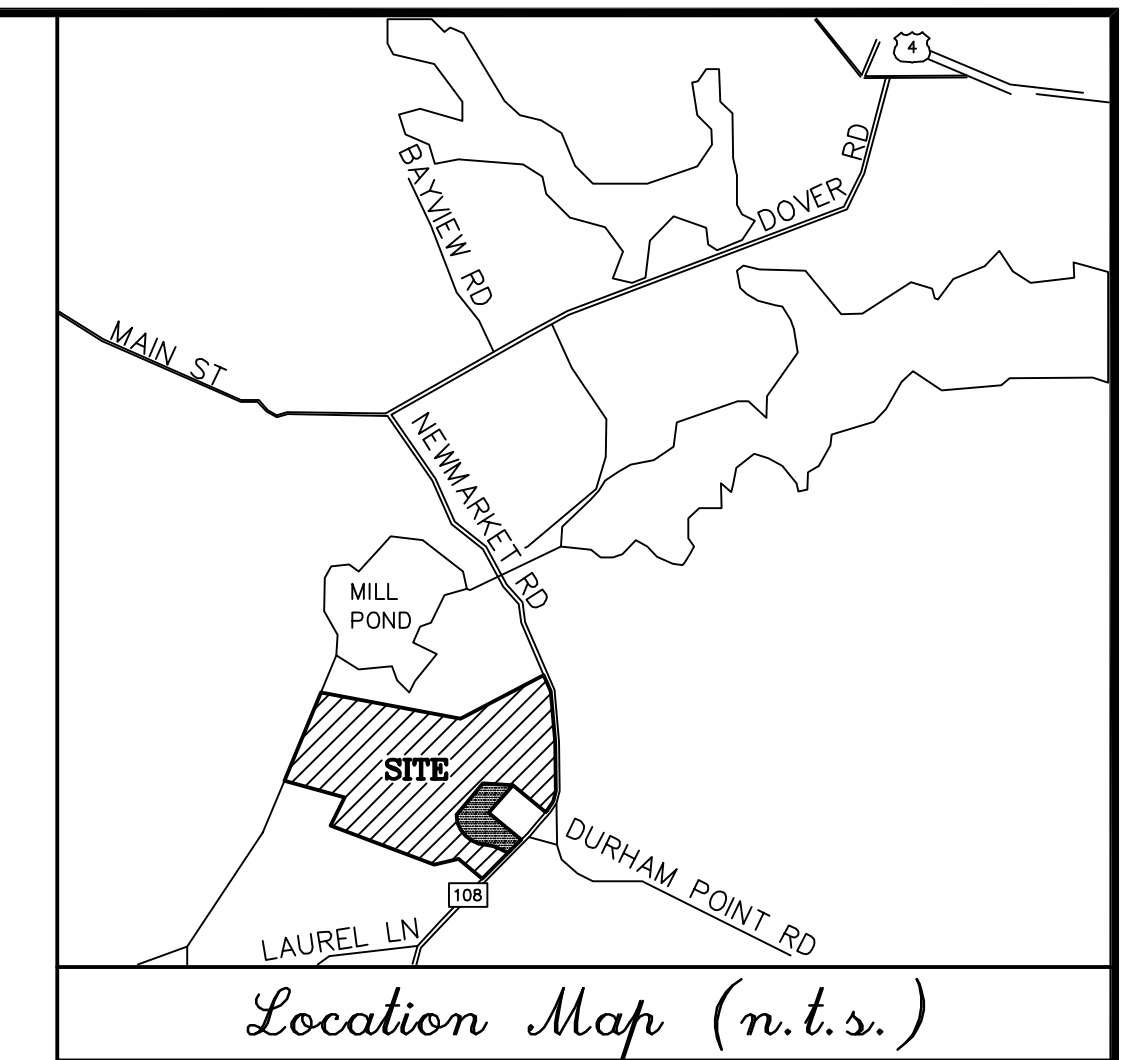 4
BAYVIEW RD
DOVER RD
MAIN ST
NEWMARKET RD
MILL
POND
SITE
DURHAM POINT RD
108
LAUREL LN
Location Map (n.t.s.)